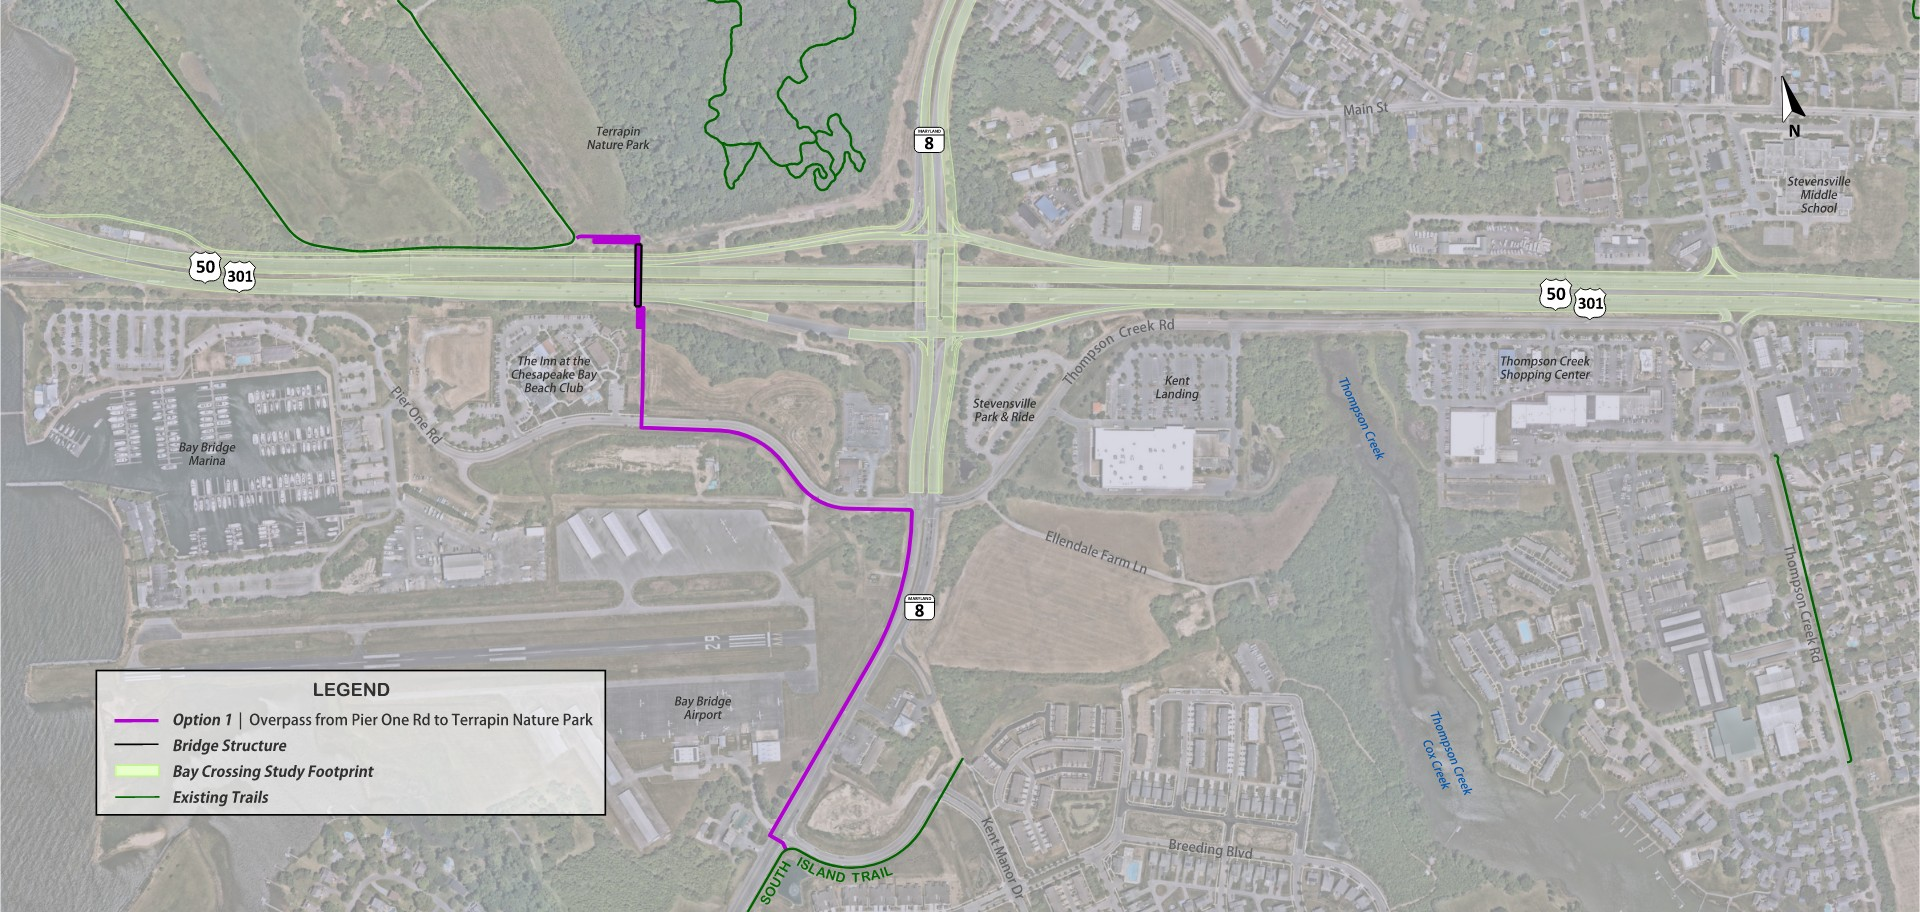 Terrapin
Nature Park
MARYLAND
8
Main St
N
Stevensville
Middle
School
50
301
50
301
Thompson Creek Rd
The Inn at the
Chesapeake Bay
Beach Club
Pier One Rd
Bay Bridge
Marina
Stevensville
Park & Ride
Kent
Landing
Thompson Creek
Thompson Creek
Shopping Center
Ellendale Farm Ln
Thompson Creek Rd
MARYLAND
8
29
Bay Bridge
Airport
Thompson Creek
Cox Creek
Kent Manor Dr
Breeding Blvd
SOUTH ISLAND TRAIL
LEGEND
Option 1 | Overpass from Pier One Rd to Terrapin Nature Park
Bridge Structure
Bay Crossing Study Footprint
Existing Trails